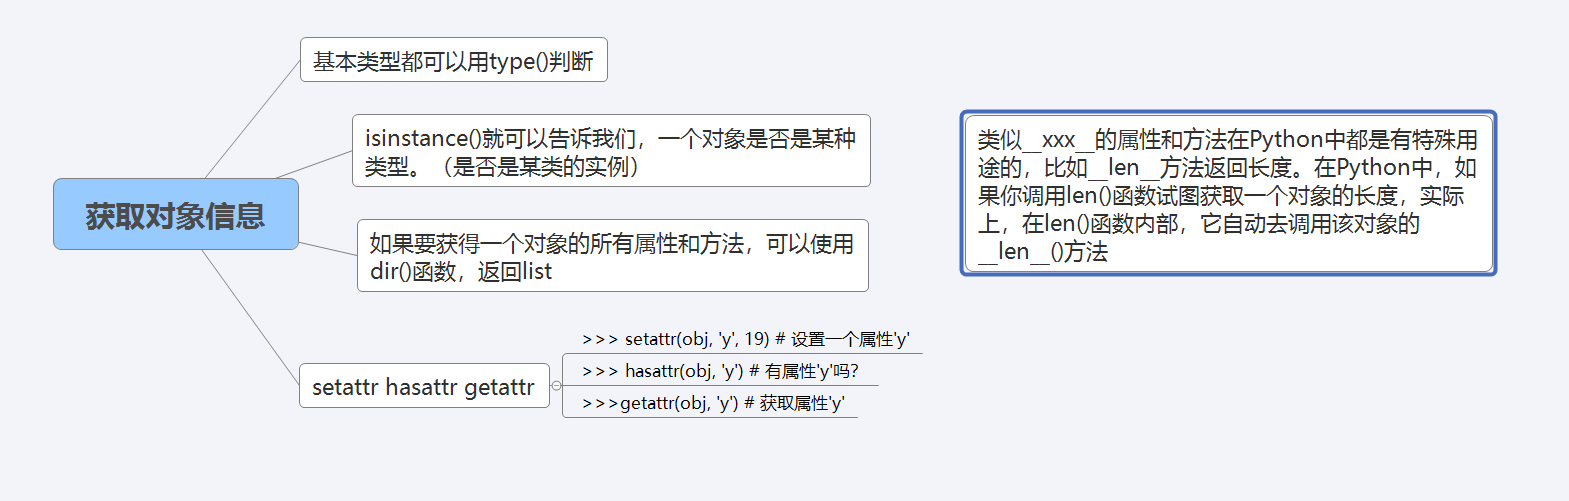 基本类型都可以用type()判断
isinstance()就可以告诉我们，一个对象是否是某种
类型。（是否是某类的实例）
获取对象信息
如果要获得一个对象的所有属性和方法，可以使用
dir()函数，返回list
setattr hasattr getattr
>>> setattr(obj, 'y', 19) # 设置一个属性'y'
>>> hasattr(obj, 'y') # 有属性'y'吗？
>>>getattr(obj, 'y') # 获取属性'y'
类似__xxx__的属性和方法在Python中都是有特殊用
途的，比如__len__方法返回长度。在Python中，如
果你调用len()函数试图获取一个对象的长度，实际
上，在len()函数内部，它自动去调用该对象的
__len__()方法